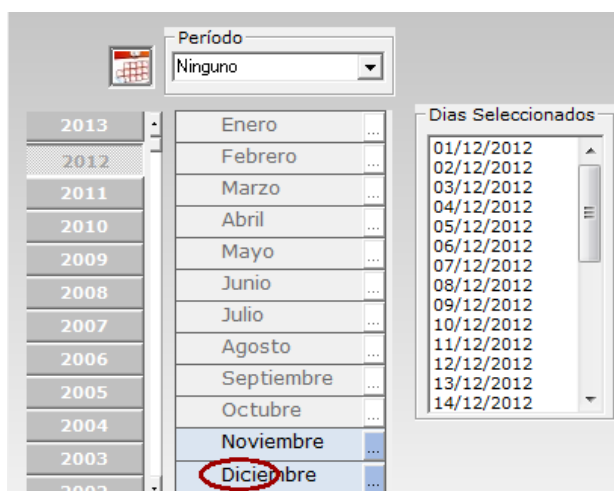 Período
Ninguno
2013
2012
2011
2010
2009
2008
2007
2006
2005
2004
2003
2002
Enero ...
Febrero ...
Marzo ...
Abril ...
Mayo ...
Junio ...
Julio ...
Agosto ...
Septiembre ...
Octubre ...
Noviembre ...
Diciembre ...
Dias Seleccionados
01/12/2012
02/12/2012
03/12/2012
04/12/2012
05/12/2012
06/12/2012
07/12/2012
08/12/2012
09/12/2012
10/12/2012
11/12/2012
12/12/2012
13/12/2012
14/12/2012